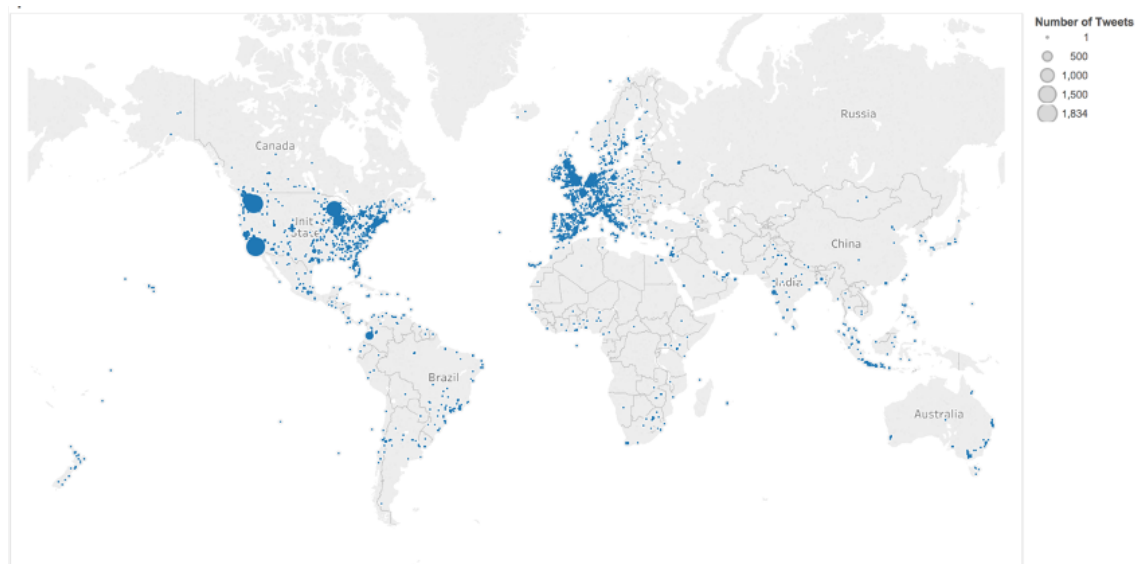 Number of Tweets
1
500
1,000
1,500
1,834
Russia
Canada
China
India
Brazil
Australia